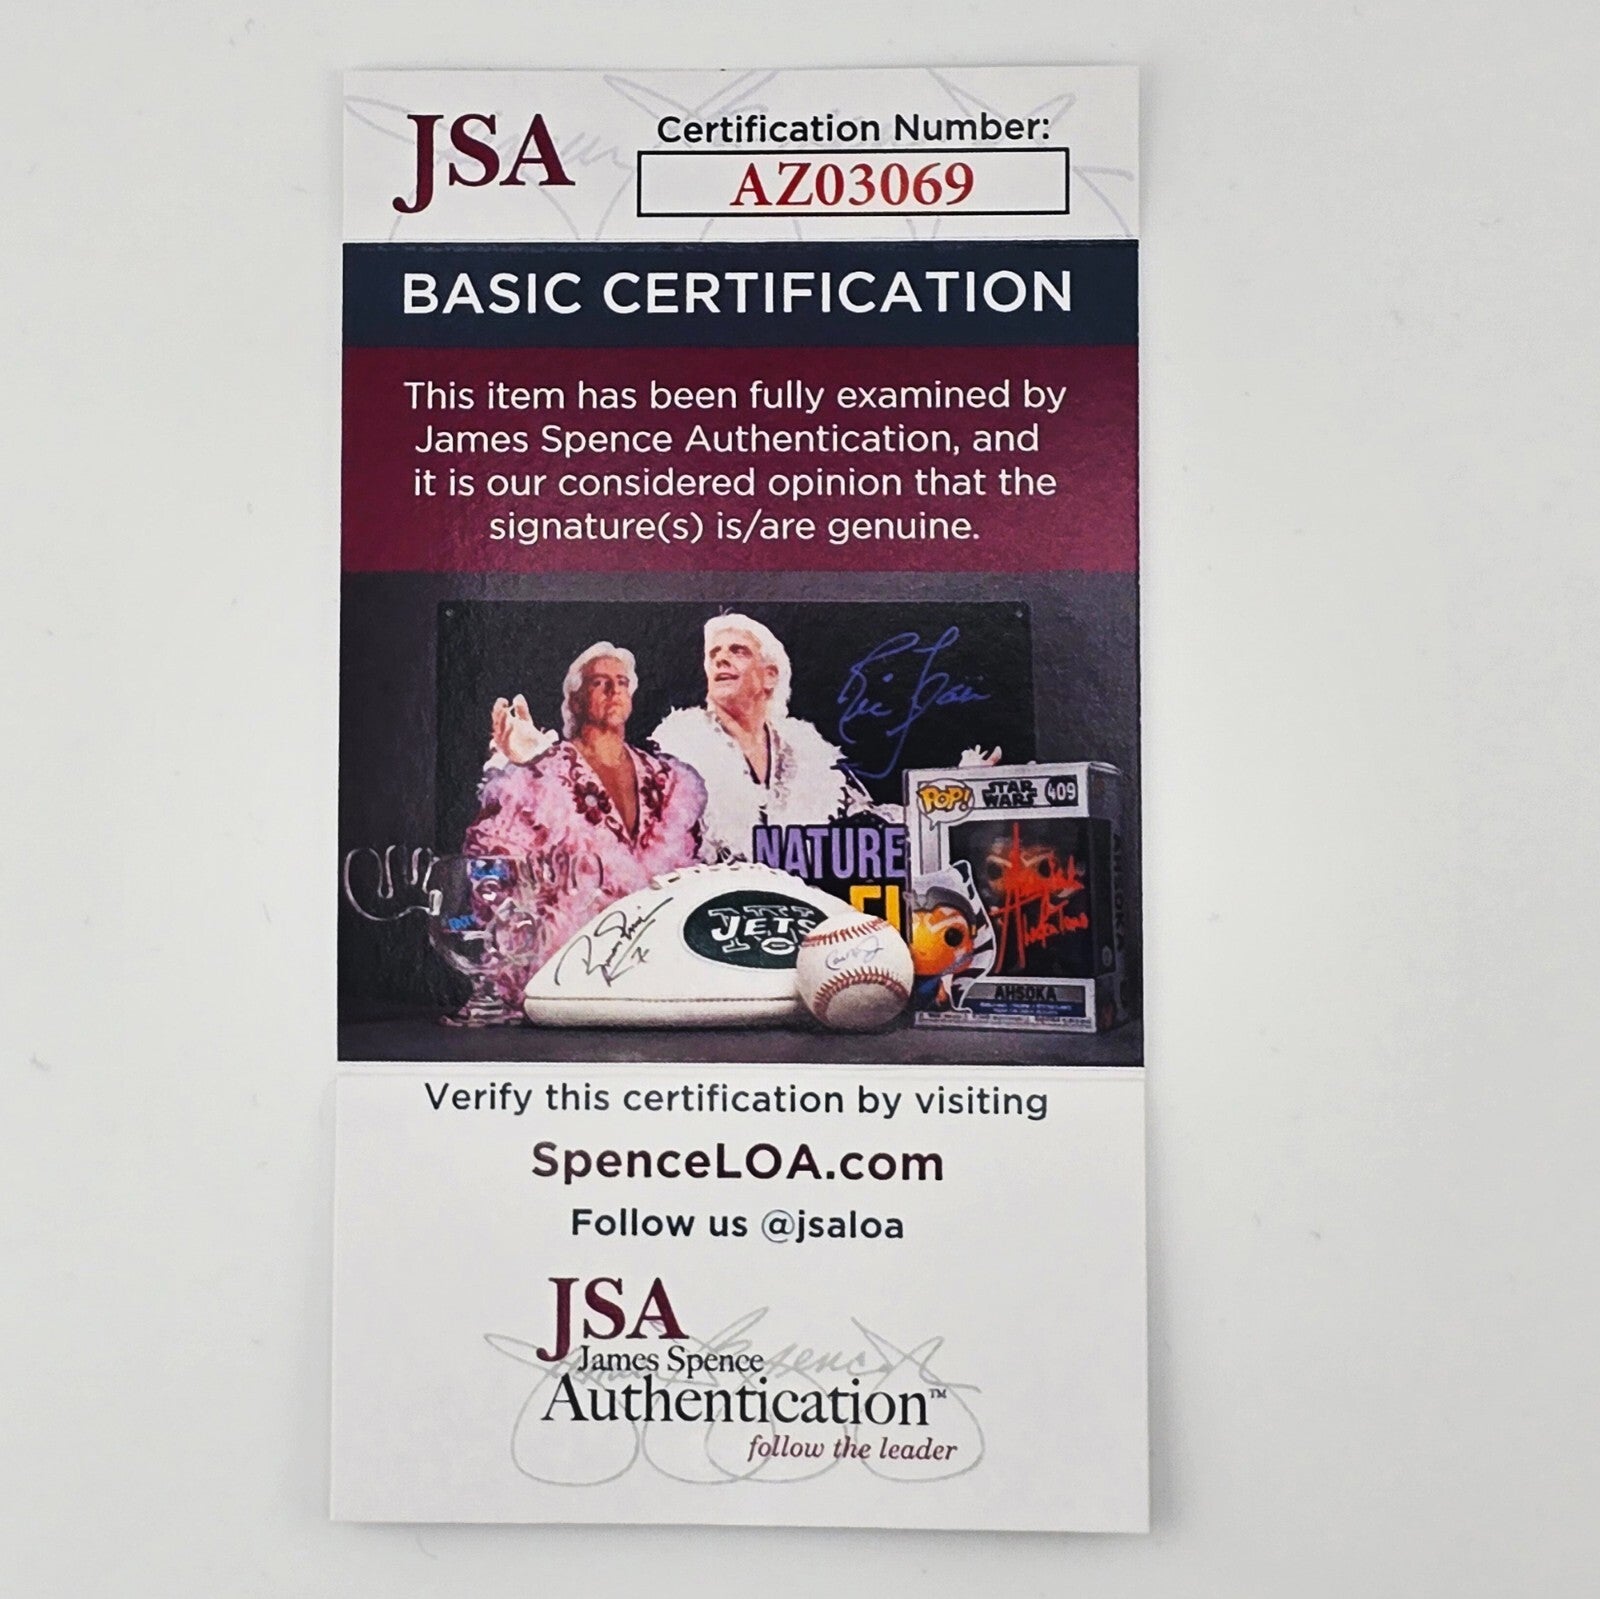 JSA
Certification Number:
AZ03069
BASIC CERTIFICATION
This item has been fully examined by
James Spence Authentication, and
it is our considered opinion that the
signature(s) is/are genuine.
Ric Flair
POP!
STAR
WARS
409
NATURE
JETS
AHSOKA
Verify this certification by visiting
SpenceLOA.com
Follow us @jsaloa
JSA
James Spence
Authentication™
follow the leader